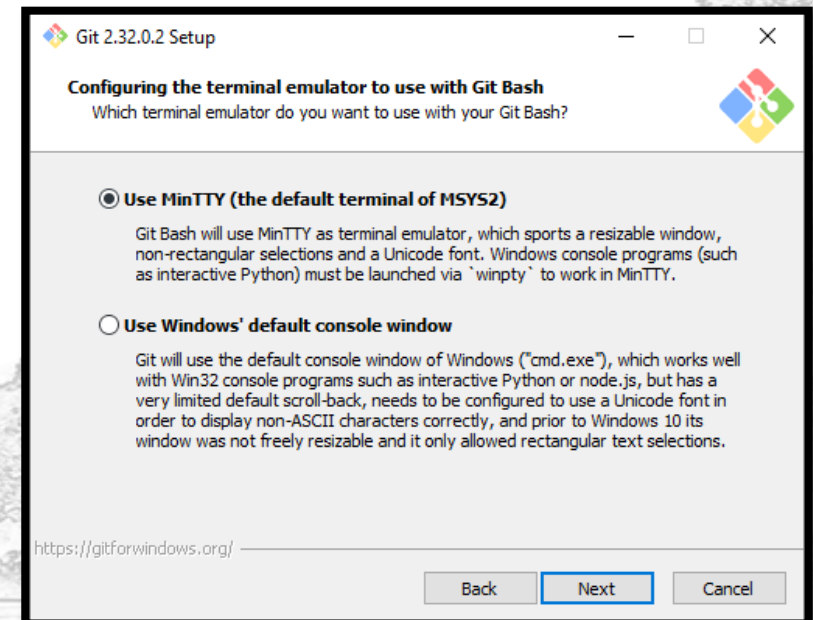 Git 2.32.0.2 Setup
Configuring the terminal emulator to use with Git Bash
Which terminal emulator do you want to use with your Git Bash?
Use MinTTY (the default terminal of MSYS2)
Git Bash will use MinTTY as terminal emulator, which sports a resizable window,
non-rectangular selections and a Unicode font. Windows console programs (such
as interactive Python) must be launched via `winpty` to work in MinTTY.
Use Windows' default console window
Git will use the default console window of Windows ("cmd.exe"), which works well
with Win32 console programs such as interactive Python or node.js, but has a
very limited default scroll-back, needs to be configured to use a Unicode font in
order to display non-ASCII characters correctly, and prior to Windows 10 its
window was not freely resizable and it only allowed rectangular text selections.
https://gitforwindows.org/
Back Next Cancel